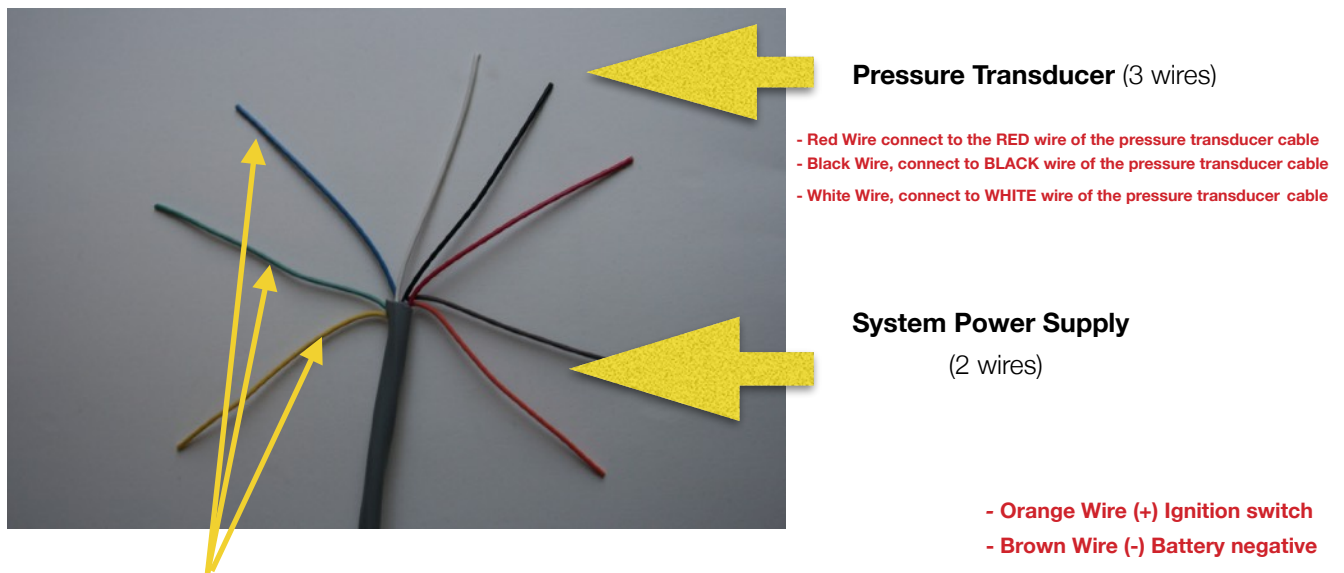 Pressure Transducer (3 wires)
- Red Wire connect to the RED wire of the pressure transducer cable
- Black Wire, connect to BLACK wire of the pressure transducer cable
- White Wire, connect to WHITE wire of the pressure transducer cable
System Power Supply
(2 wires)
- Orange Wire (+) Ignition switch
- Brown Wire (-) Battery negative